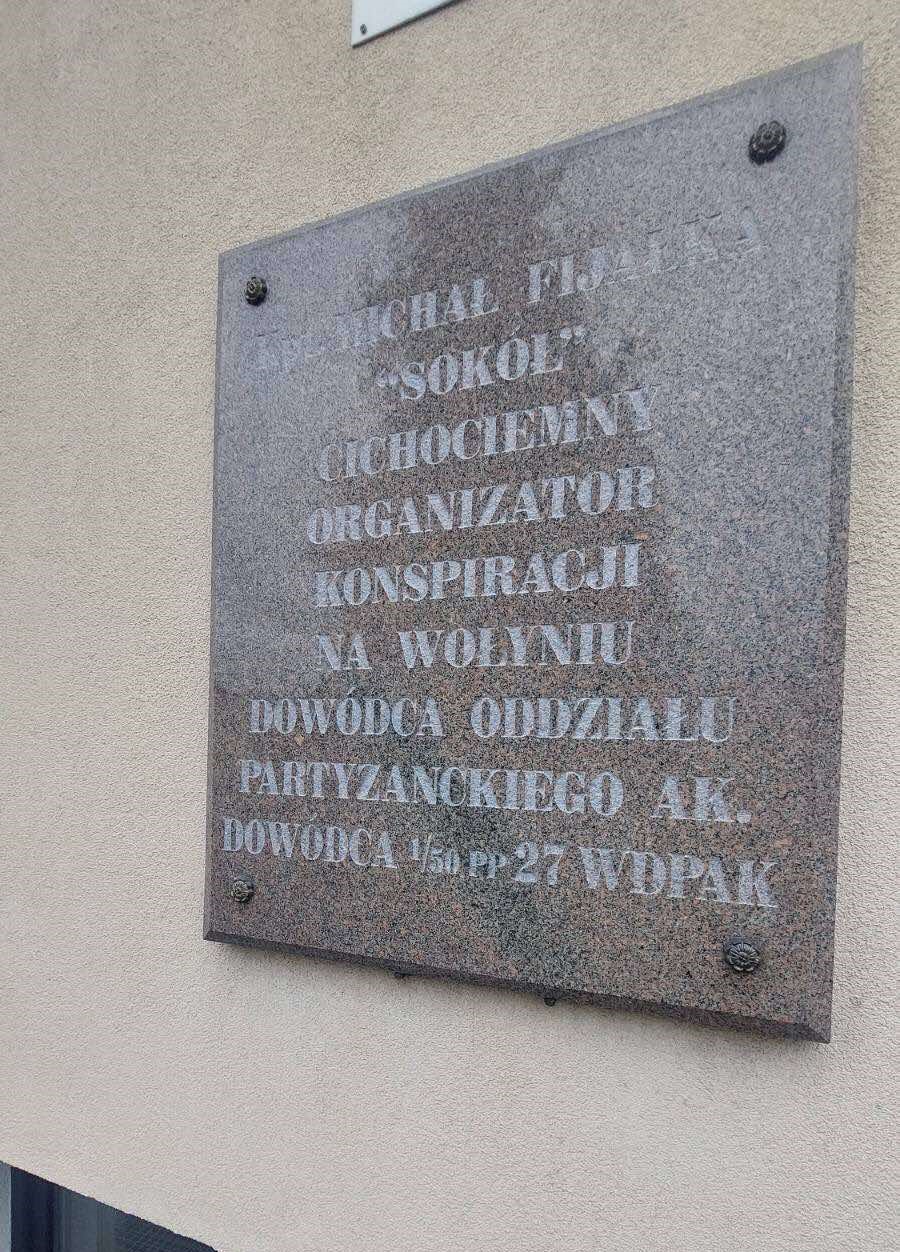 MICHAŁ FIJAŁKA
“SOKÓŁ”
CICHOCIEMNY
ORGANIZATOR
KONSPIRACJI
NA WOŁYNIU
DOWÓDCA ODDZIAŁU
PARTYZANCKIEGO AK.
DOWÓDCA 1/50 PP 27 WDPAK